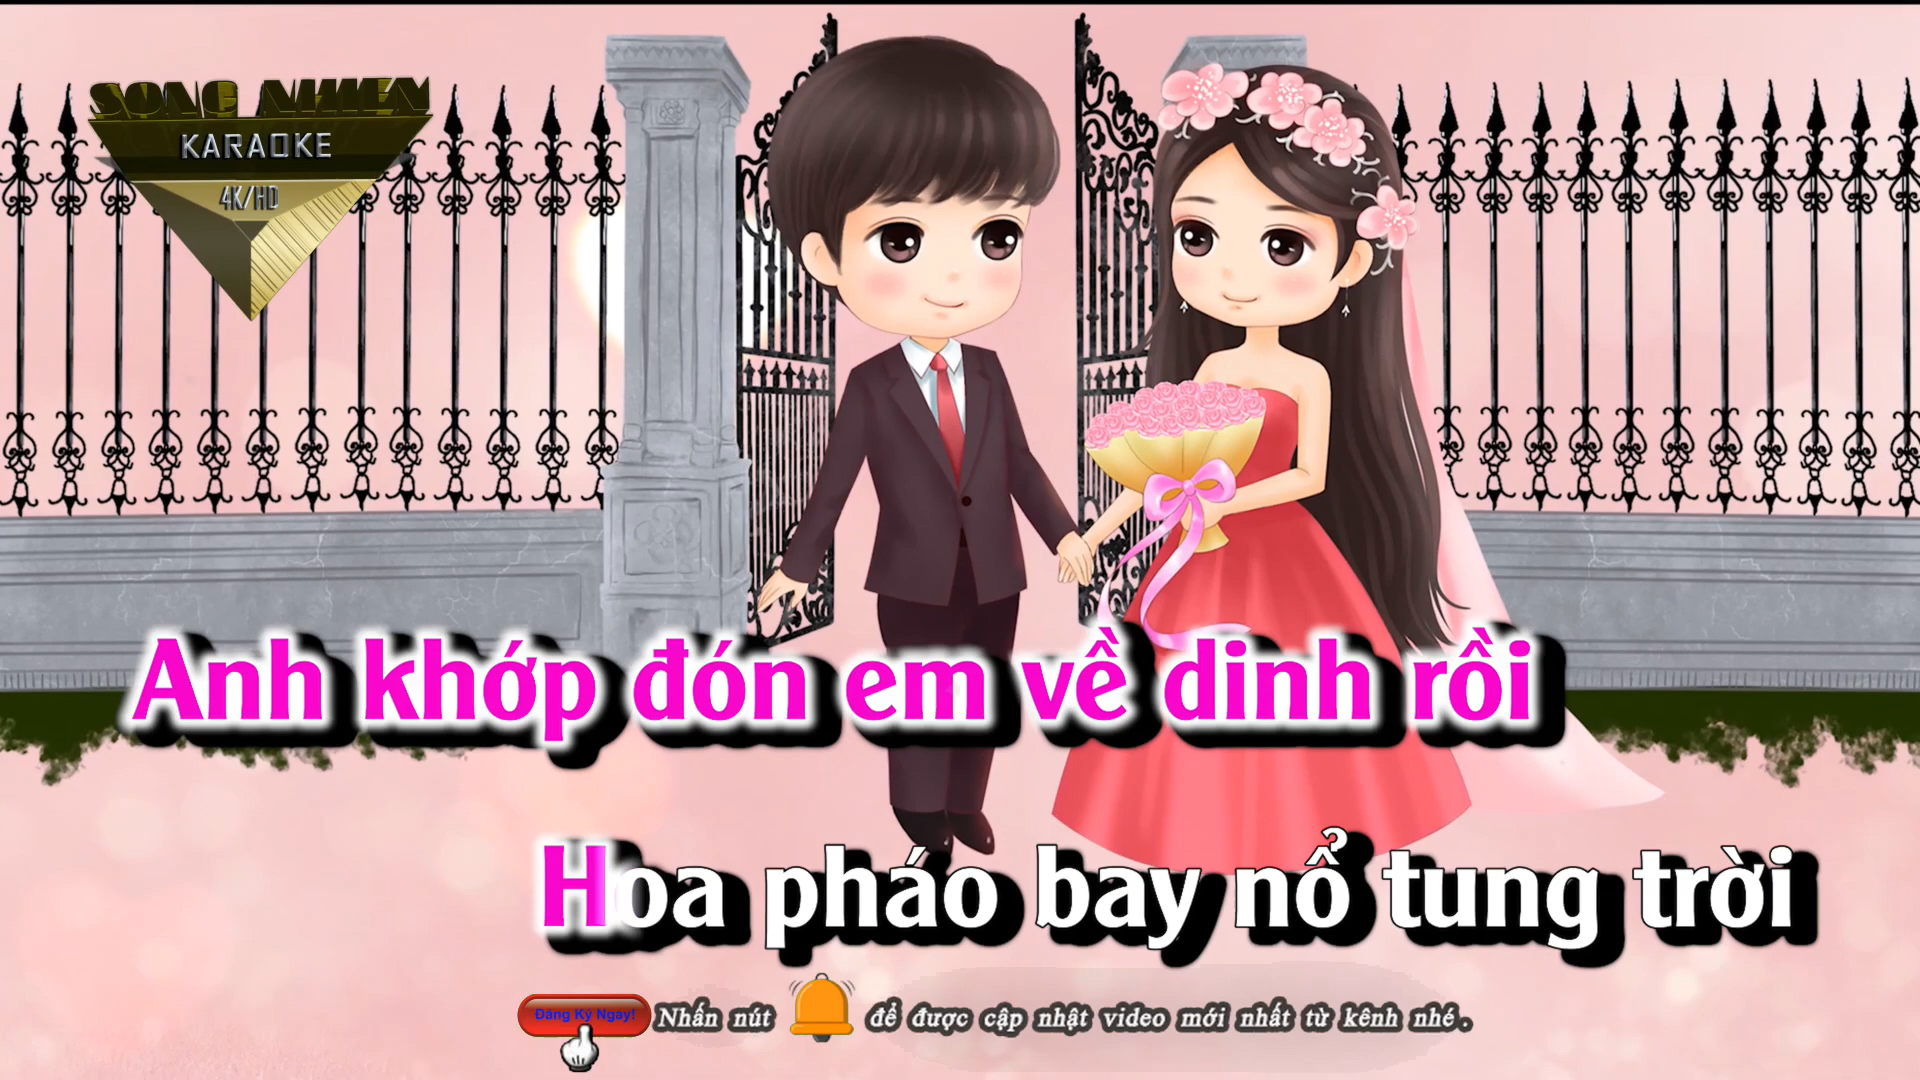 SONG NHIEN
KARAOKE
4K/HD
Anh khớp đón em về dinh rồi
Hoa pháo bay nổ tung trời
Đăng Ký Ngay! Nhấn nút để được cập nhật video mới nhất từ kênh nhé .